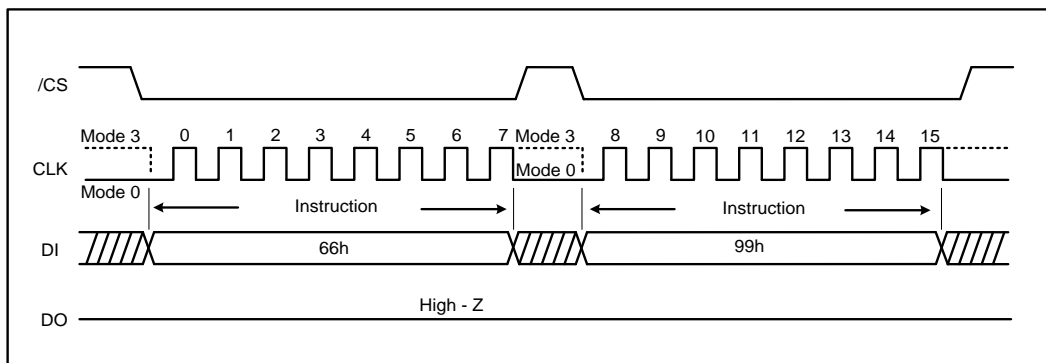 /CS
Mode 3 0 1 2 3 4 5 6 7 Mode 3 8 9 10 11 12 13 14 15
CLK Mode 0
Mode 0
Instruction Instruction
DI 66h 99h
High - Z
DO